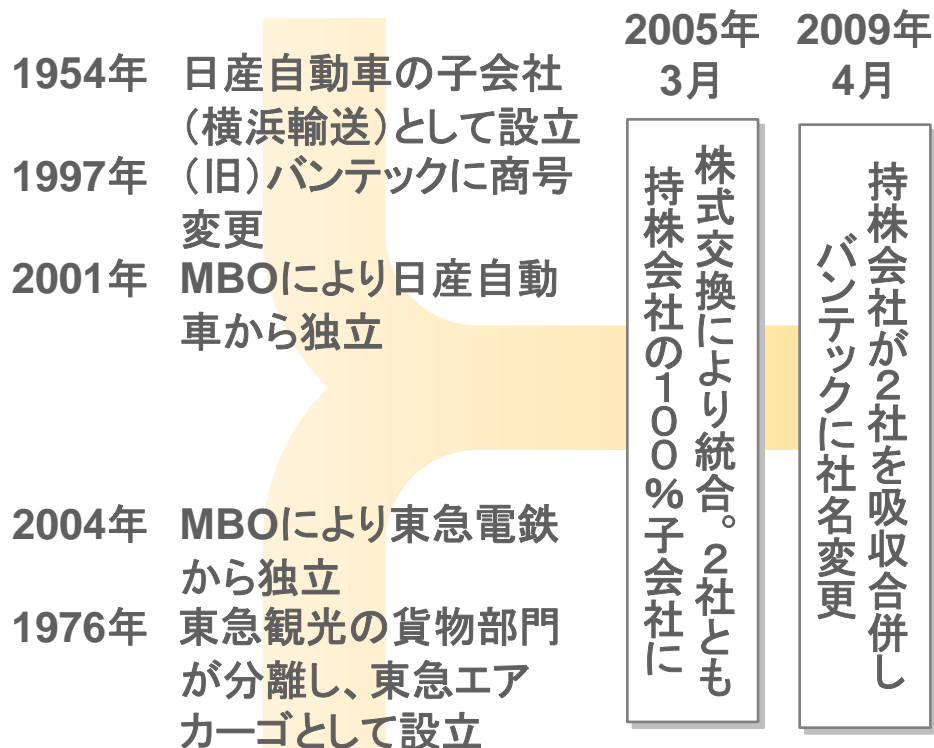 1954年 日産自動車の子会社
（横浜輸送）として設立
1997年 （旧）バンテックに商号
変更
2001年 MBOにより日産自動
車から独立
2004年 MBOにより東急電鉄
から独立
1976年 東急観光の貨物部門
が分離し、東急エア
カーゴとして設立
2005年
3月
株式交換により統合。２社とも
持株会社の１００％子会社に
2009年
4月
持株会社が２社を吸収合併し
バンテックに社名変更